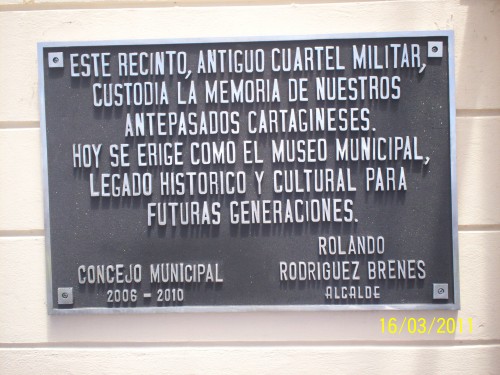 ESTE RECINTO, ANTIGUO CUARTEL MILITAR,
CUSTODIA LA MEMORIA DE NUESTROS
ANTEPASADOS CARTAGINESES.
HOY SE ERIGE COMO EL MUSEO MUNICIPAL,
LEGADO HISTORICO Y CULTURAL PARA
FUTURAS GENERACIONES.
CONCEJO MUNICIPAL
2006 - 2010
ROLANDO
RODRIGUEZ BRENES
ALCALDE
16/03/2011